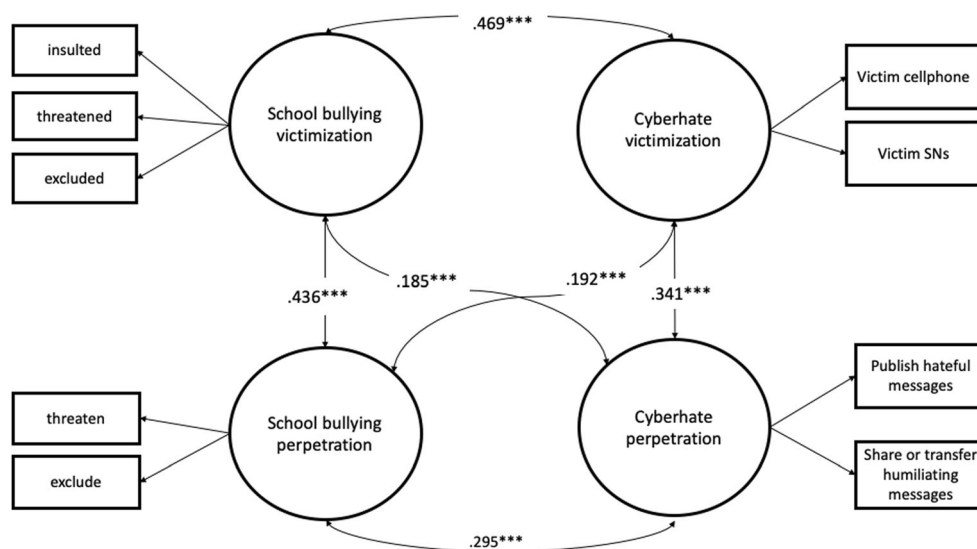 .469***
insulted
threatened
excluded
School bullying
victimization
Cyberhate
victimization
Victim cellphone
Victim SNs
.185***
.192***
.436***
.341***
threaten
exclude
School bullying
perpetration
Cyberhate
perpetration
Publish hateful
messages
Share or transfer
humiliating
messages
.295***